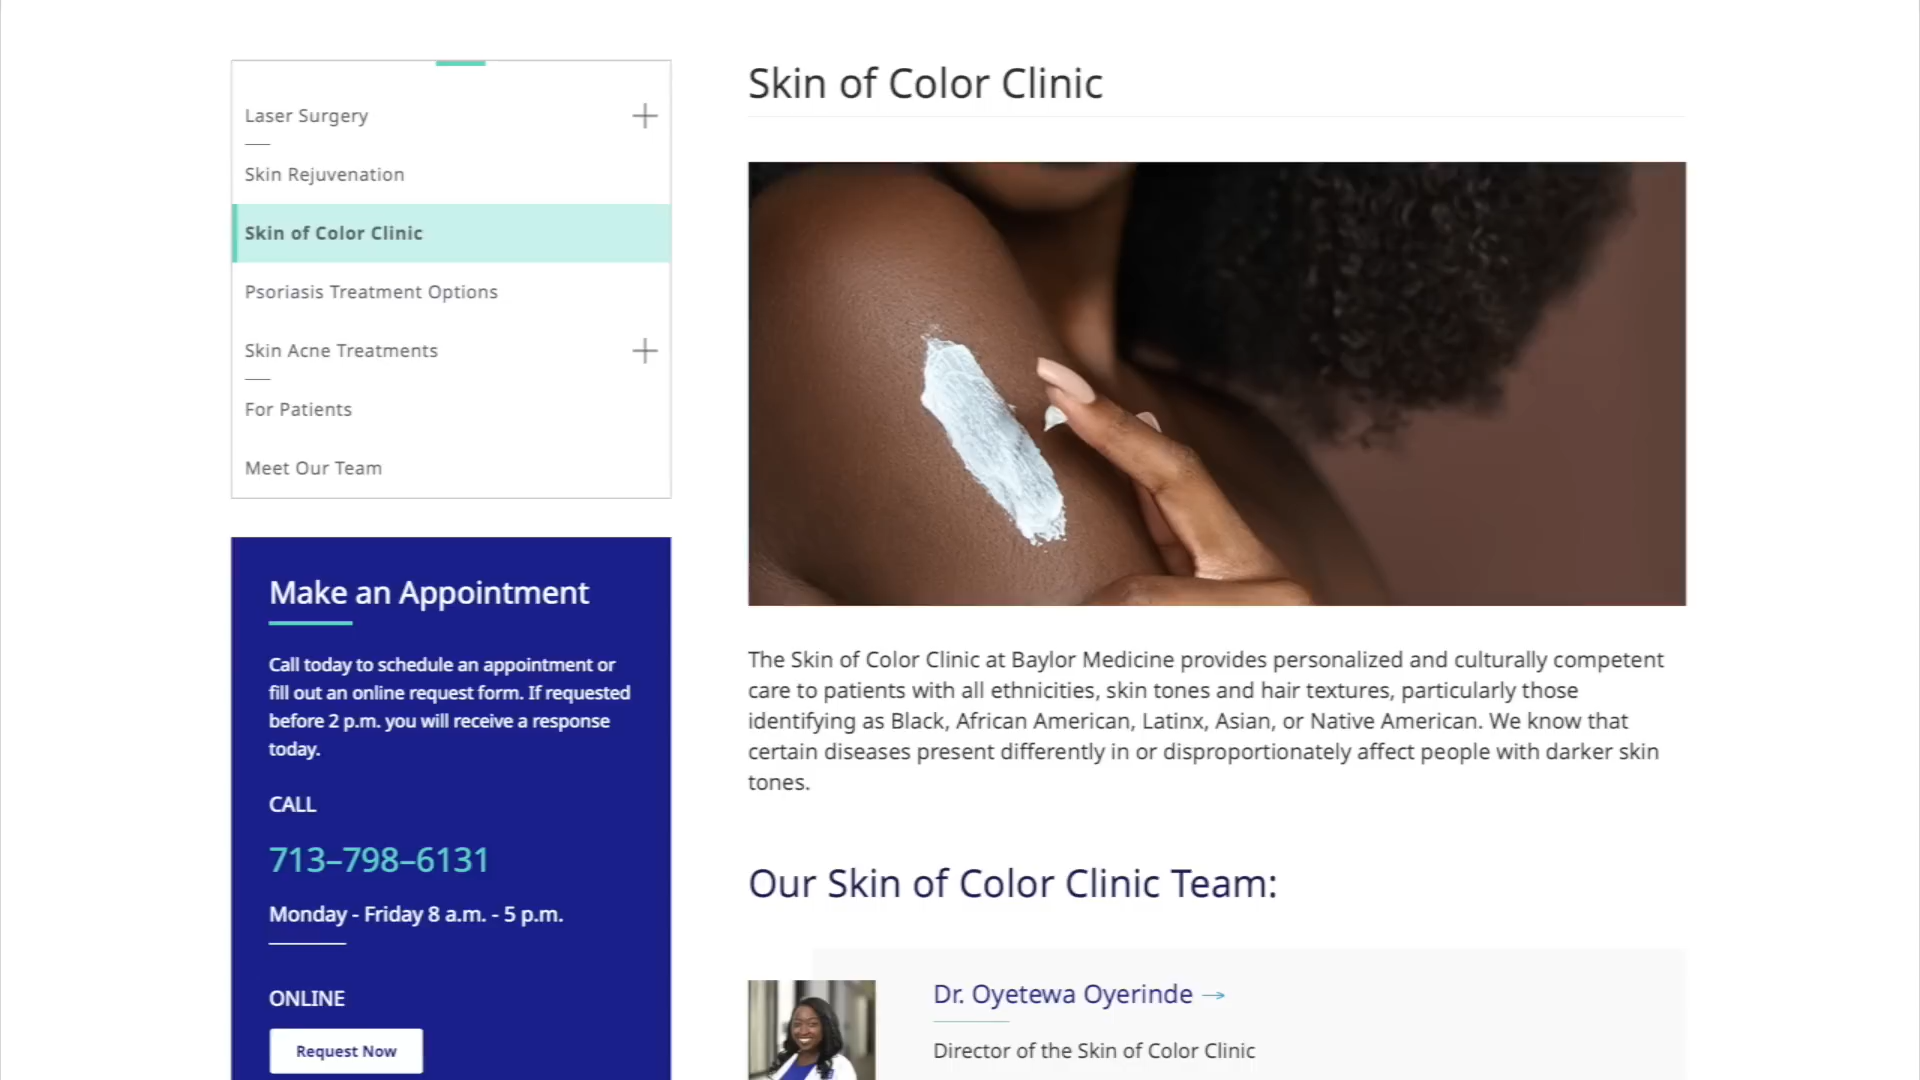 Laser Surgery
Skin Rejuvenation
Skin of Color Clinic
Psoriasis Treatment Options
Skin Acne Treatments
For Patients
Meet Our Team
Make an Appointment
Call today to schedule an appointment or
fill out an online request form. If requested
before 2 p.m. you will receive a response
today.
CALL
713–798–6131
Monday - Friday 8 a.m. - 5 p.m.
ONLINE
Request Now
Skin of Color Clinic
The Skin of Color Clinic at Baylor Medicine provides personalized and culturally competent
care to patients with all ethnicities, skin tones and hair textures, particularly those
identifying as Black, African American, Latinx, Asian, or Native American. We know that
certain diseases present differently in or disproportionately affect people with darker skin
tones.
Our Skin of Color Clinic Team:
Dr. Oyetewa Oyerinde →
Director of the Skin of Color Clinic